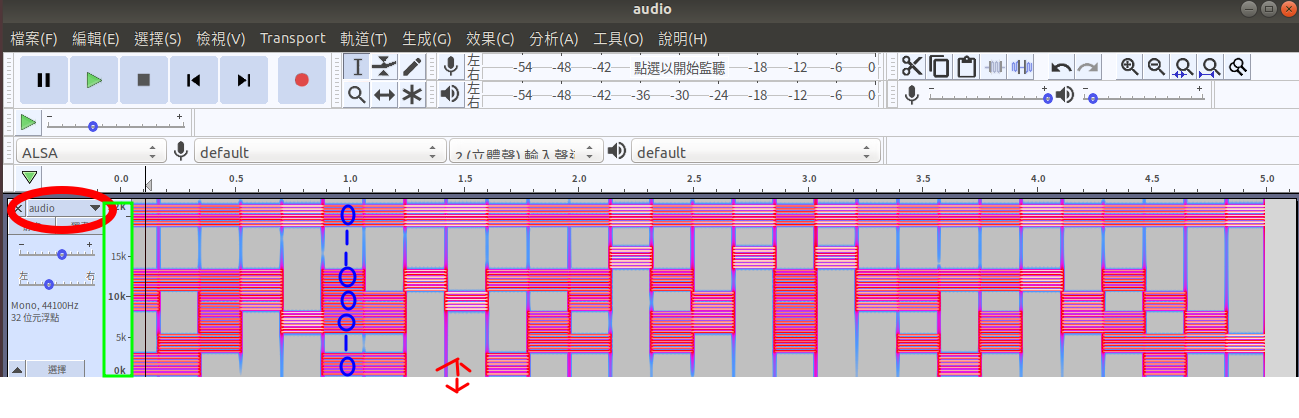 audio
檔案(F) 編輯(E) 選擇(S) 檢視(V) Transport 軌道(T) 生成(G) 效果(C) 分析(A) 工具(O) 說明(H)
左 右 -54 -48 -42 點選以開始監聽 -18 -12 -6 0
左 右 -54 -48 -42 -36 -30 -24 -18 -12 -6 0
- +
- +
- +
ALSA default 2 (立體聲) 輸入聲道 default
0.0 0.5 1.0 1.5 2.0 2.5 3.0 3.5 4.0 4.5 5.0
audio
- +
左 右
Mono, 44100Hz
32 位元浮點
選擇
15k
10k
5k
0k
0
|
|
0
0
0
|
0